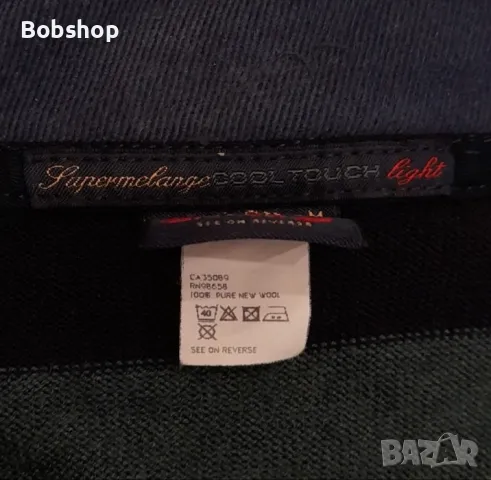 Bobshop
Supermelange COOL TOUCH light
M
SEE ON REVERSE
CA35089
RN98658
100% PURE NEW WOOL
40
SEE ON REVERSE
BAZAR